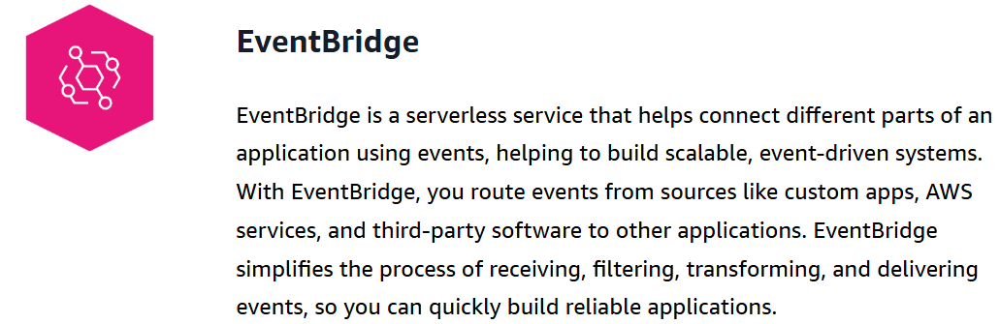 EventBridge
EventBridge is a serverless service that helps connect different parts of an
application using events, helping to build scalable, event-driven systems.
With EventBridge, you route events from sources like custom apps, AWS
services, and third-party software to other applications. EventBridge
simplifies the process of receiving, filtering, transforming, and delivering
events, so you can quickly build reliable applications.